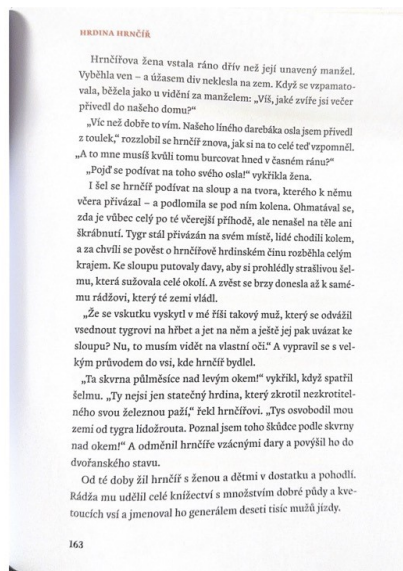 HRDINA HRNČÍŘ
Hrnčířova žena vstala ráno dřív než její unavený manžel.
Vyběhla ven – a úžasem div neklesla na zem. Když se vzpamato-
vala, běžela jako u vidění za manželem: „Víš, jaké zvíře jsi večer
přivedl do našeho domu?“
„Víc než dobře to vím. Našeho líného darebáka osla jsem přivedl
z toulek,“ rozzlobil se hrnčíř znova, jak si na to celé teď vzpomněl.
„A to mne musíš kvůli tomu burcovat hned v časném ránu?“
„Pojď se podívat na toho svého osla!“ vykřikla žena.
I šel se hrnčíř podívat na sloup a na tvora, kterého k němu
včera přivázal – a podlomila se pod ním kolena. Ohmatával se,
zda je vůbec celý po té včerejší příhodě, ale nenašel na těle ani
škrábnutí. Tygr stál přivázán na svém místě, lidé chodili kolem,
a za chvíli se pověst o hrnčířově hrdinském činu rozběhla celým
krajem. Ke sloupu putovaly davy, aby si prohlédly strašlivou šel-
mu, která sužovala celé okolí. A zvěst se brzy donesla až k samé-
mu rádžovi, který té zemi vládl.
„Že se vskutku vyskytl v mé říši takový muž, který se odvážil
vsednout tygrovi na hřbet a jet na něm a ještě jej pak uvázat ke
sloupu? Nu, to musím vidět na vlastní oči.“ A vypravil se s vel-
kým průvodem do vsi, kde hrnčíř bydlel.
„Ta skvrna půlměsíce nad levým okem!“ vykřikl, když spatřil
šelmu. „Ty nejsi jen statečný hrdina, který zkrotil nezkrotitel-
ného svou železnou paží,“ řekl hrnčířovi. „Tys osvobodil mou
zemi od tygra lidožrouta. Poznal jsem toho škůdce podle skvrny
nad okem!“ A odměnil hrnčíře vzácnými dary a povýšil ho do
dvořanského stavu.
Od té doby žil hrnčíř s ženou a dětmi v dostatku a pohodlí.
Rádža mu udělil celé knížectví s množstvím dobré půdy a kve-
toucích vsí a jmenoval ho generálem deseti tisíc mužů jízdy.
163